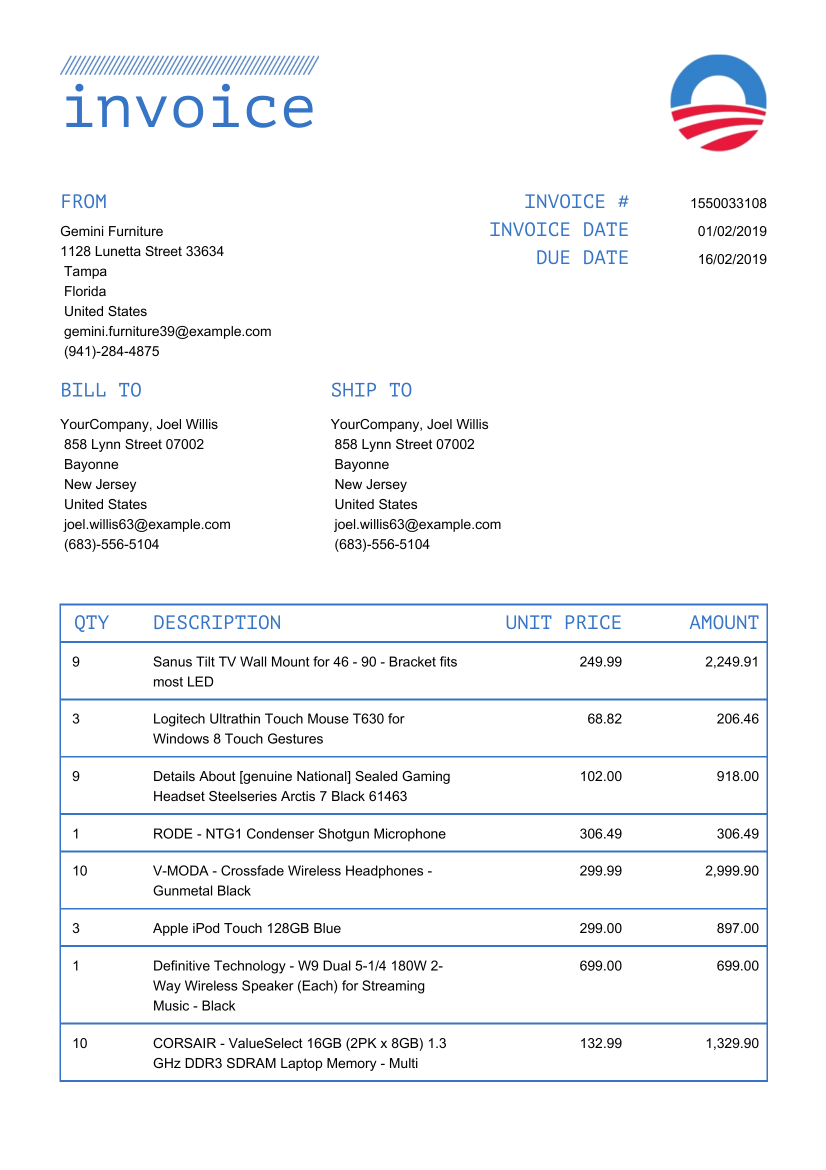 invoice
FROM
Gemini Furniture
1128 Lunetta Street 33634
Tampa
Florida
United States
gemini.furniture39@example.com
(941)-284-4875
INVOICE # 1550033108
INVOICE DATE 01/02/2019
DUE DATE 16/02/2019
BILL TO
YourCompany, Joel Willis
858 Lynn Street 07002
Bayonne
New Jersey
United States
joel.willis63@example.com
(683)-556-5104
SHIP TO
YourCompany, Joel Willis
858 Lynn Street 07002
Bayonne
New Jersey
United States
joel.willis63@example.com
(683)-556-5104
QTY DESCRIPTION UNIT PRICE AMOUNT
9 Sanus Tilt TV Wall Mount for 46 - 90 - Bracket fits 249.99 2,249.91
most LED
3 Logitech Ultrathin Touch Mouse T630 for 68.82 206.46
Windows 8 Touch Gestures
9 Details About [genuine National] Sealed Gaming 102.00 918.00
Headset Steelseries Arctis 7 Black 61463
1 RODE - NTG1 Condenser Shotgun Microphone 306.49 306.49
10 V-MODA - Crossfade Wireless Headphones - 299.99 2,999.90
Gunmetal Black
3 Apple iPod Touch 128GB Blue 299.00 897.00
1 Definitive Technology - W9 Dual 5-1/4 180W 2- 699.00 699.00
Way Wireless Speaker (Each) for Streaming
Music - Black
10 CORSAIR - ValueSelect 16GB (2PK x 8GB) 1.3 132.99 1,329.90
GHz DDR3 SDRAM Laptop Memory - Multi